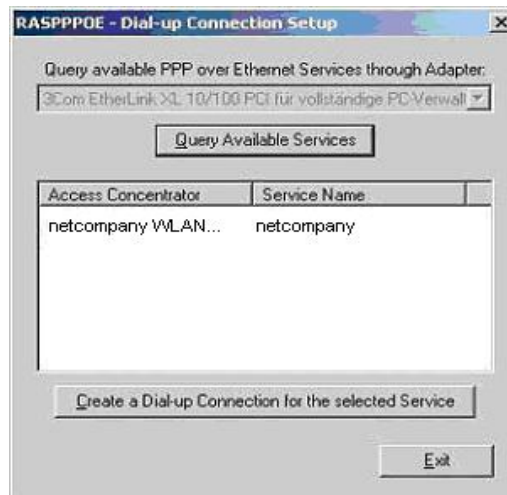 RASPPPOE - Dial-up Connection Setup
Query available PPP over Ethernet Services through Adapter:
3Com EtherLink XL 10/100 PCI für vollständige PC-Verwalt
Query Available Services
Access Concentrator Service Name
netcompany WLAN... netcompany
Create a Dial-up Connection for the selected Service
Exit